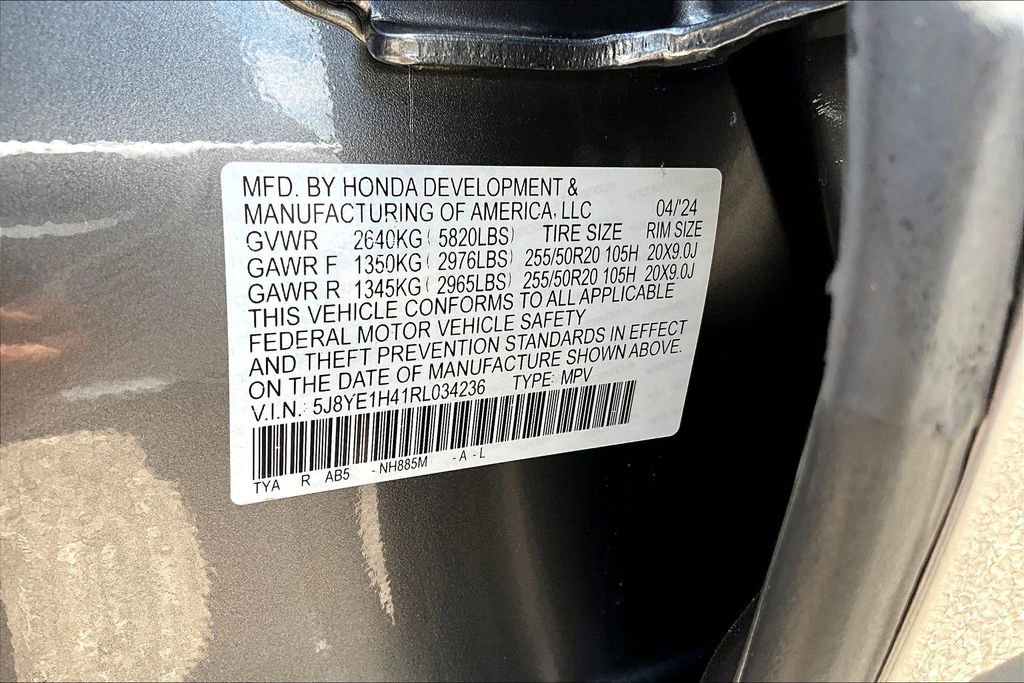 MFD. BY HONDA DEVELOPMENT &
MANUFACTURING OF AMERICA, LLC 04/'24
GVWR 2640KG ( 5820LBS) TIRE SIZE RIM SIZE
GAWR F 1350KG ( 2976LBS) 255/50R20 105H 20X9.0J
GAWR R 1345KG ( 2965LBS) 255/50R20 105H 20X9.0J
THIS VEHICLE CONFORMS TO ALL APPLICABLE
FEDERAL MOTOR VEHICLE SAFETY
AND THEFT PREVENTION STANDARDS IN EFFECT
ON THE DATE OF MANUFACTURE SHOWN ABOVE.
V.I.N.: 5J8YE1H41RL034236 TYPE: MPV
TYA R AB5 - NH885M - A - L